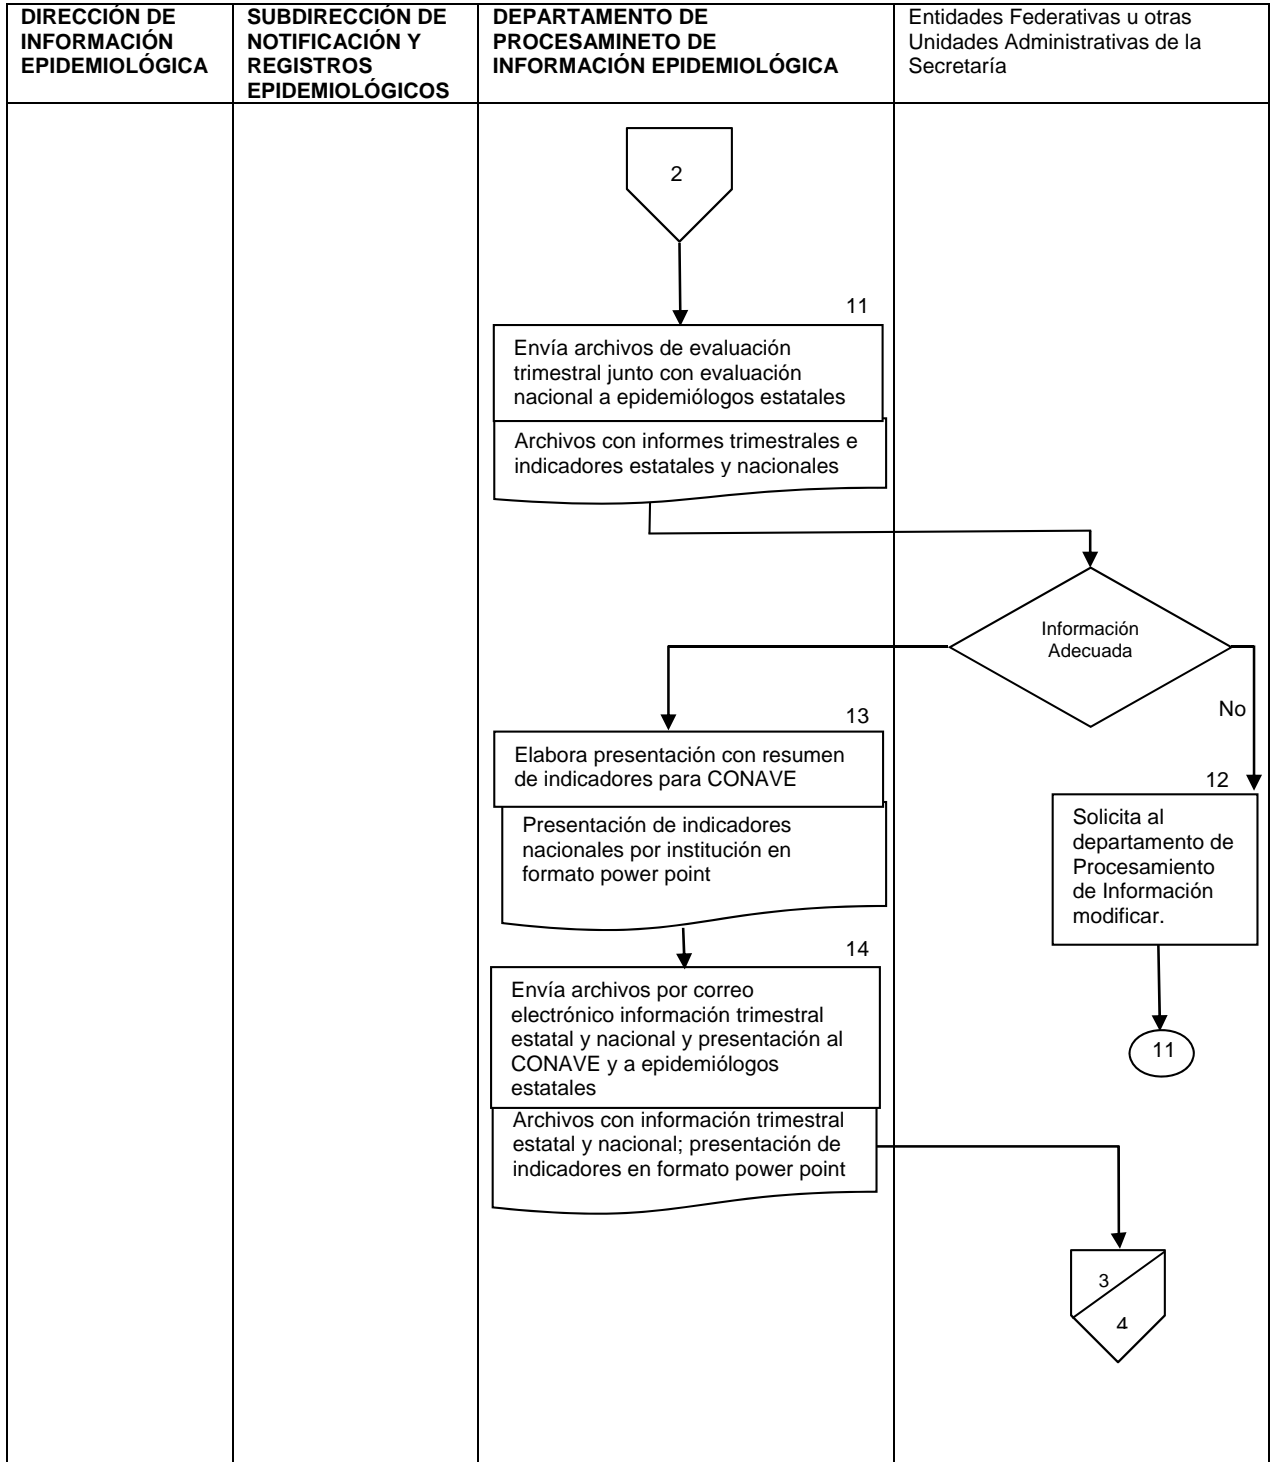 DIRECCIÓN DE
INFORMACIÓN
EPIDEMIOLÓGICA
SUBDIRECCIÓN DE
NOTIFICACIÓN Y
REGISTROS
EPIDEMIOLÓGICOS
DEPARTAMENTO DE
PROCESAMINETO DE
INFORMACIÓN EPIDEMIOLÓGICA
Entidades Federativas u otras
Unidades Administrativas de la
Secretaría
2
11
Envía archivos de evaluación
trimestral junto con evaluación
nacional a epidemiólogos estatales
Archivos con informes trimestrales e
indicadores estatales y nacionales
Información
Adecuada
No
13
Elabora presentación con resumen
de indicadores para CONAVE
Presentación de indicadores
nacionales por institución en
formato power point
12
Solicita al
departamento de
Procesamiento
de Información
modificar.
11
14
Envía archivos por correo
electrónico información trimestral
estatal y nacional y presentación al
CONAVE y a epidemiólogos
estatales
Archivos con información trimestral
estatal y nacional; presentación de
indicadores en formato power point
3
4